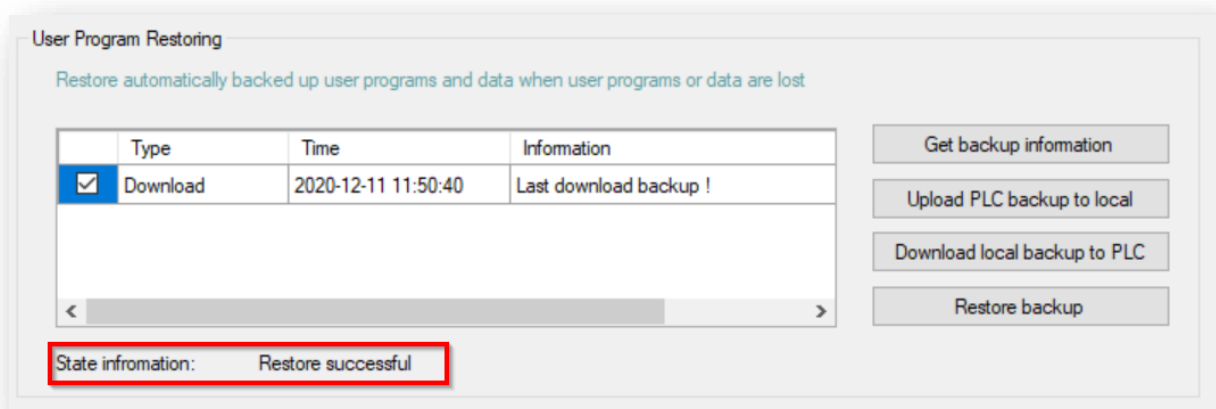 User Program Restoring
Restore automatically backed up user programs and data when user programs or data are lost
Type Time Information
Download 2020-12-11 11:50:40 Last download backup !
Get backup information
Upload PLC backup to local
Download local backup to PLC
Restore backup
State infromation: Restore successful